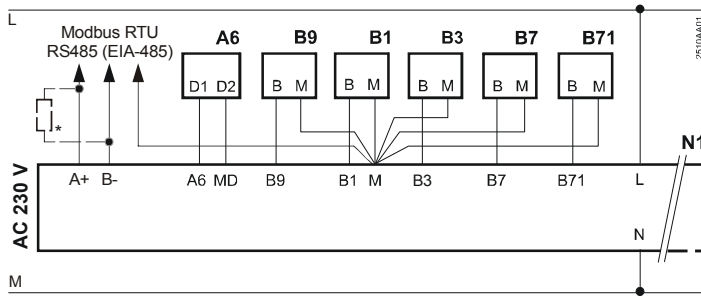 L
Modbus RTU
RS485 (EIA-485)
A6 B9 B1 B3 B7 B71
2510AA01
D1 D2 B M B M B M B M B M
*
N1
A+ B- A6 MD B9 B1 M B3 B7 B71 L
AC 230 V
N
M